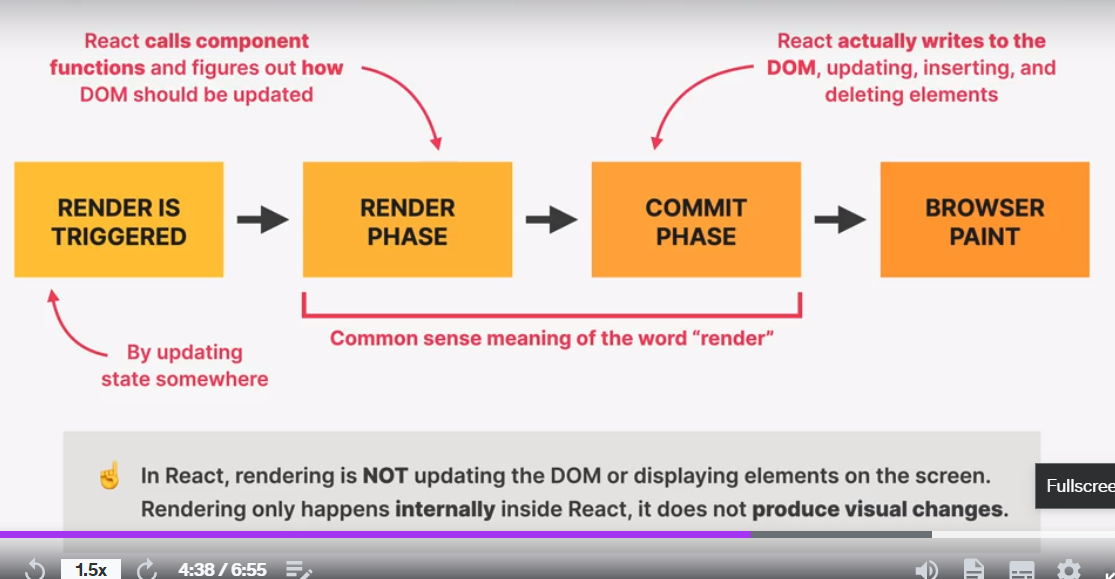 React calls component
functions and figures out how
DOM should be updated
React actually writes to the
DOM, updating, inserting, and
deleting elements
RENDER IS
TRIGGERED
RENDER
PHASE
COMMIT
PHASE
BROWSER
PAINT
Common sense meaning of the word “render”
By updating
state somewhere
In React, rendering is NOT updating the DOM or displaying elements on the screen.
Rendering only happens internally inside React, it does not produce visual changes.
1.5x
4:38 / 6:55